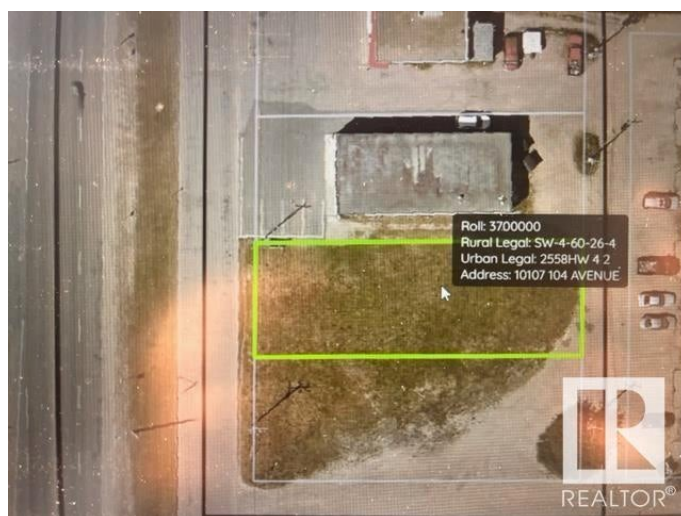 Roll: 3700000
Rural Legal: SW-4-60-26-4
Urban Legal: 2558HW 4 2
Address: 10107 104 AVENUE
R
REALTOR®